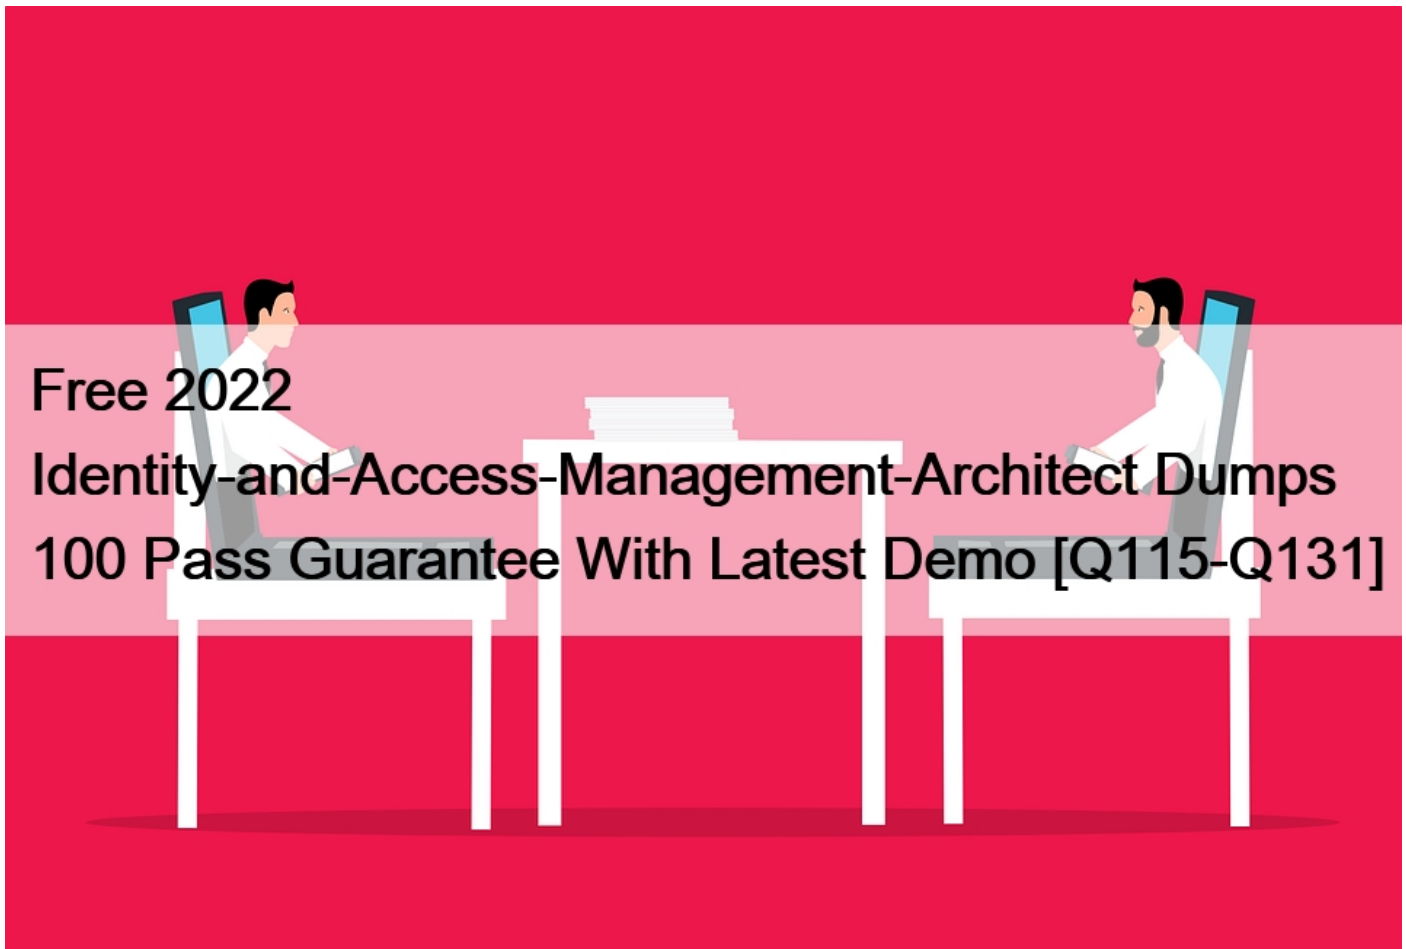 Free 2022
Identity-and-Access-Management-Architect Dumps
100 Pass Guarantee With Latest Demo [Q115-Q131]